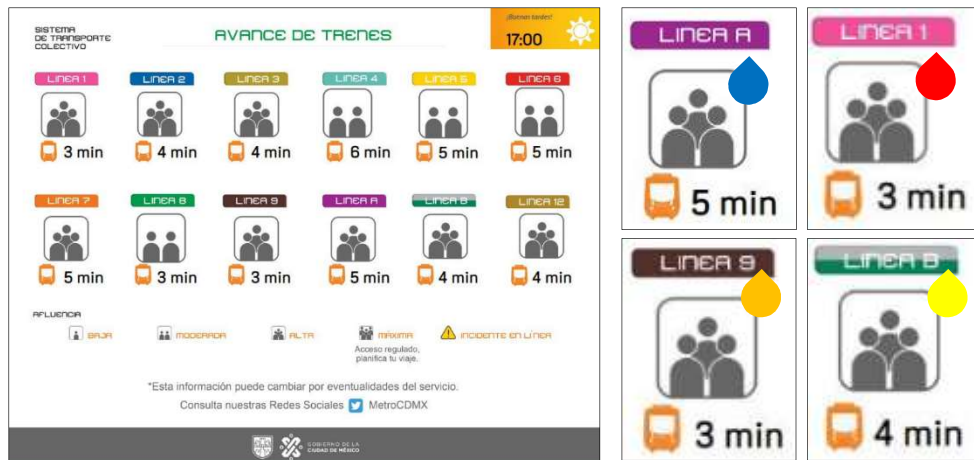 SISTEMA
DE TRANSPORTE
COLECTIVO
AVANCE DE TRENES
¡Buenas tardes!
17:00
LINEA 1
LINEA 2
LINEA 3
LINEA 4
LINEA 5
LINEA 6
3 min
4 min
4 min
6 min
5 min
5 min
LINEA 7
LINEA 8
LINEA 9
LINEA A
LINEA B
LINEA 12
5 min
3 min
3 min
5 min
4 min
4 min
AFLUENCIA
BAJA
MODERADA
ALTA
MÁXIMA
INCIDENTE EN LÍNEA
Acceso regulado,
planifica tu viaje.
*Esta información puede cambiar por eventualidades del servicio.
Consulta nuestras Redes Sociales MetroCDMX
GOBIERNO DE LA
CIUDAD DE MÉXICO
LINEA A
5 min
LINEA 1
3 min
LINEA 9
3 min
LINEA B
4 min